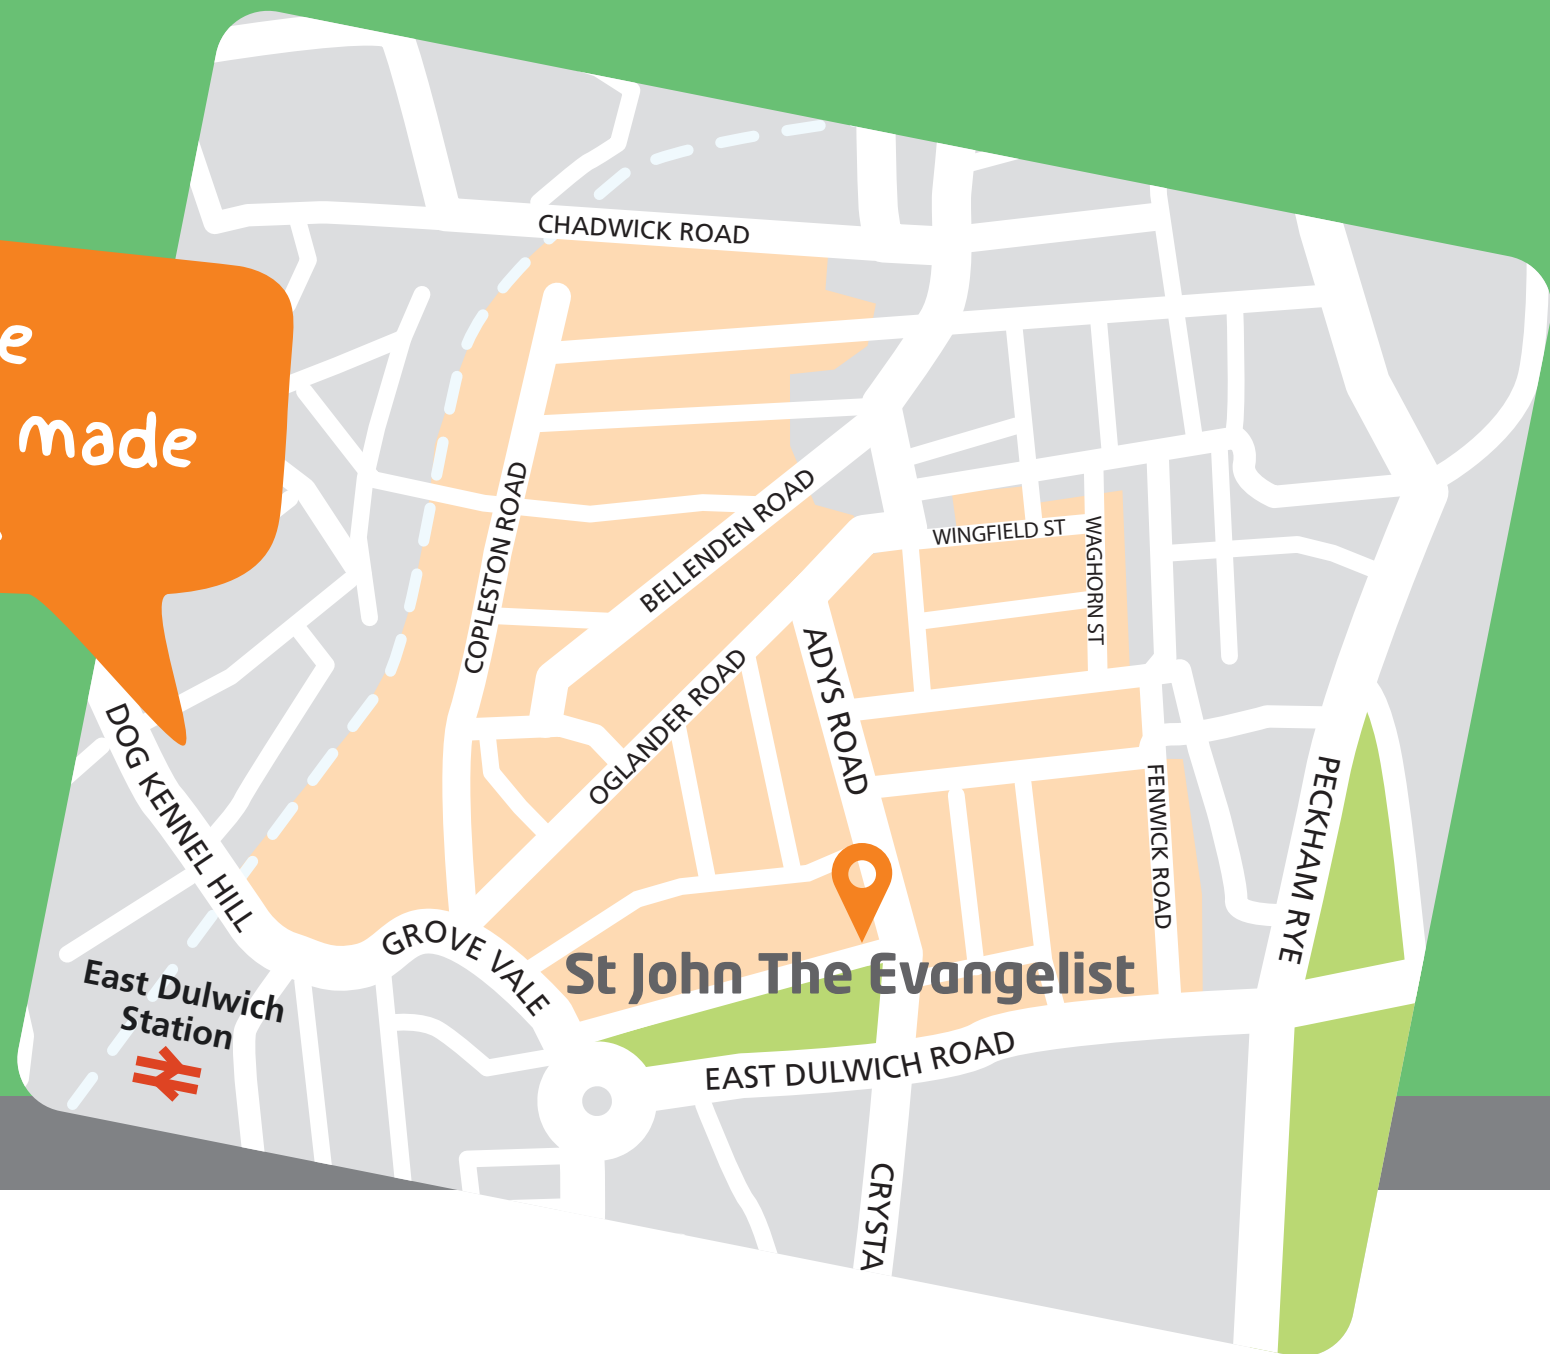 CHADWICK ROAD
e
made
COPLESTON ROAD
BELLENDEN ROAD
WINGFIELD ST
WAGHORN ST
OGLANDER ROAD
ADYS ROAD
DOG KENNEL HILL
FENWICK ROAD
PECKHAM RYE
GROVE VALE
St John The Evangelist
East Dulwich
Station
EAST DULWICH ROAD
CRYSTA